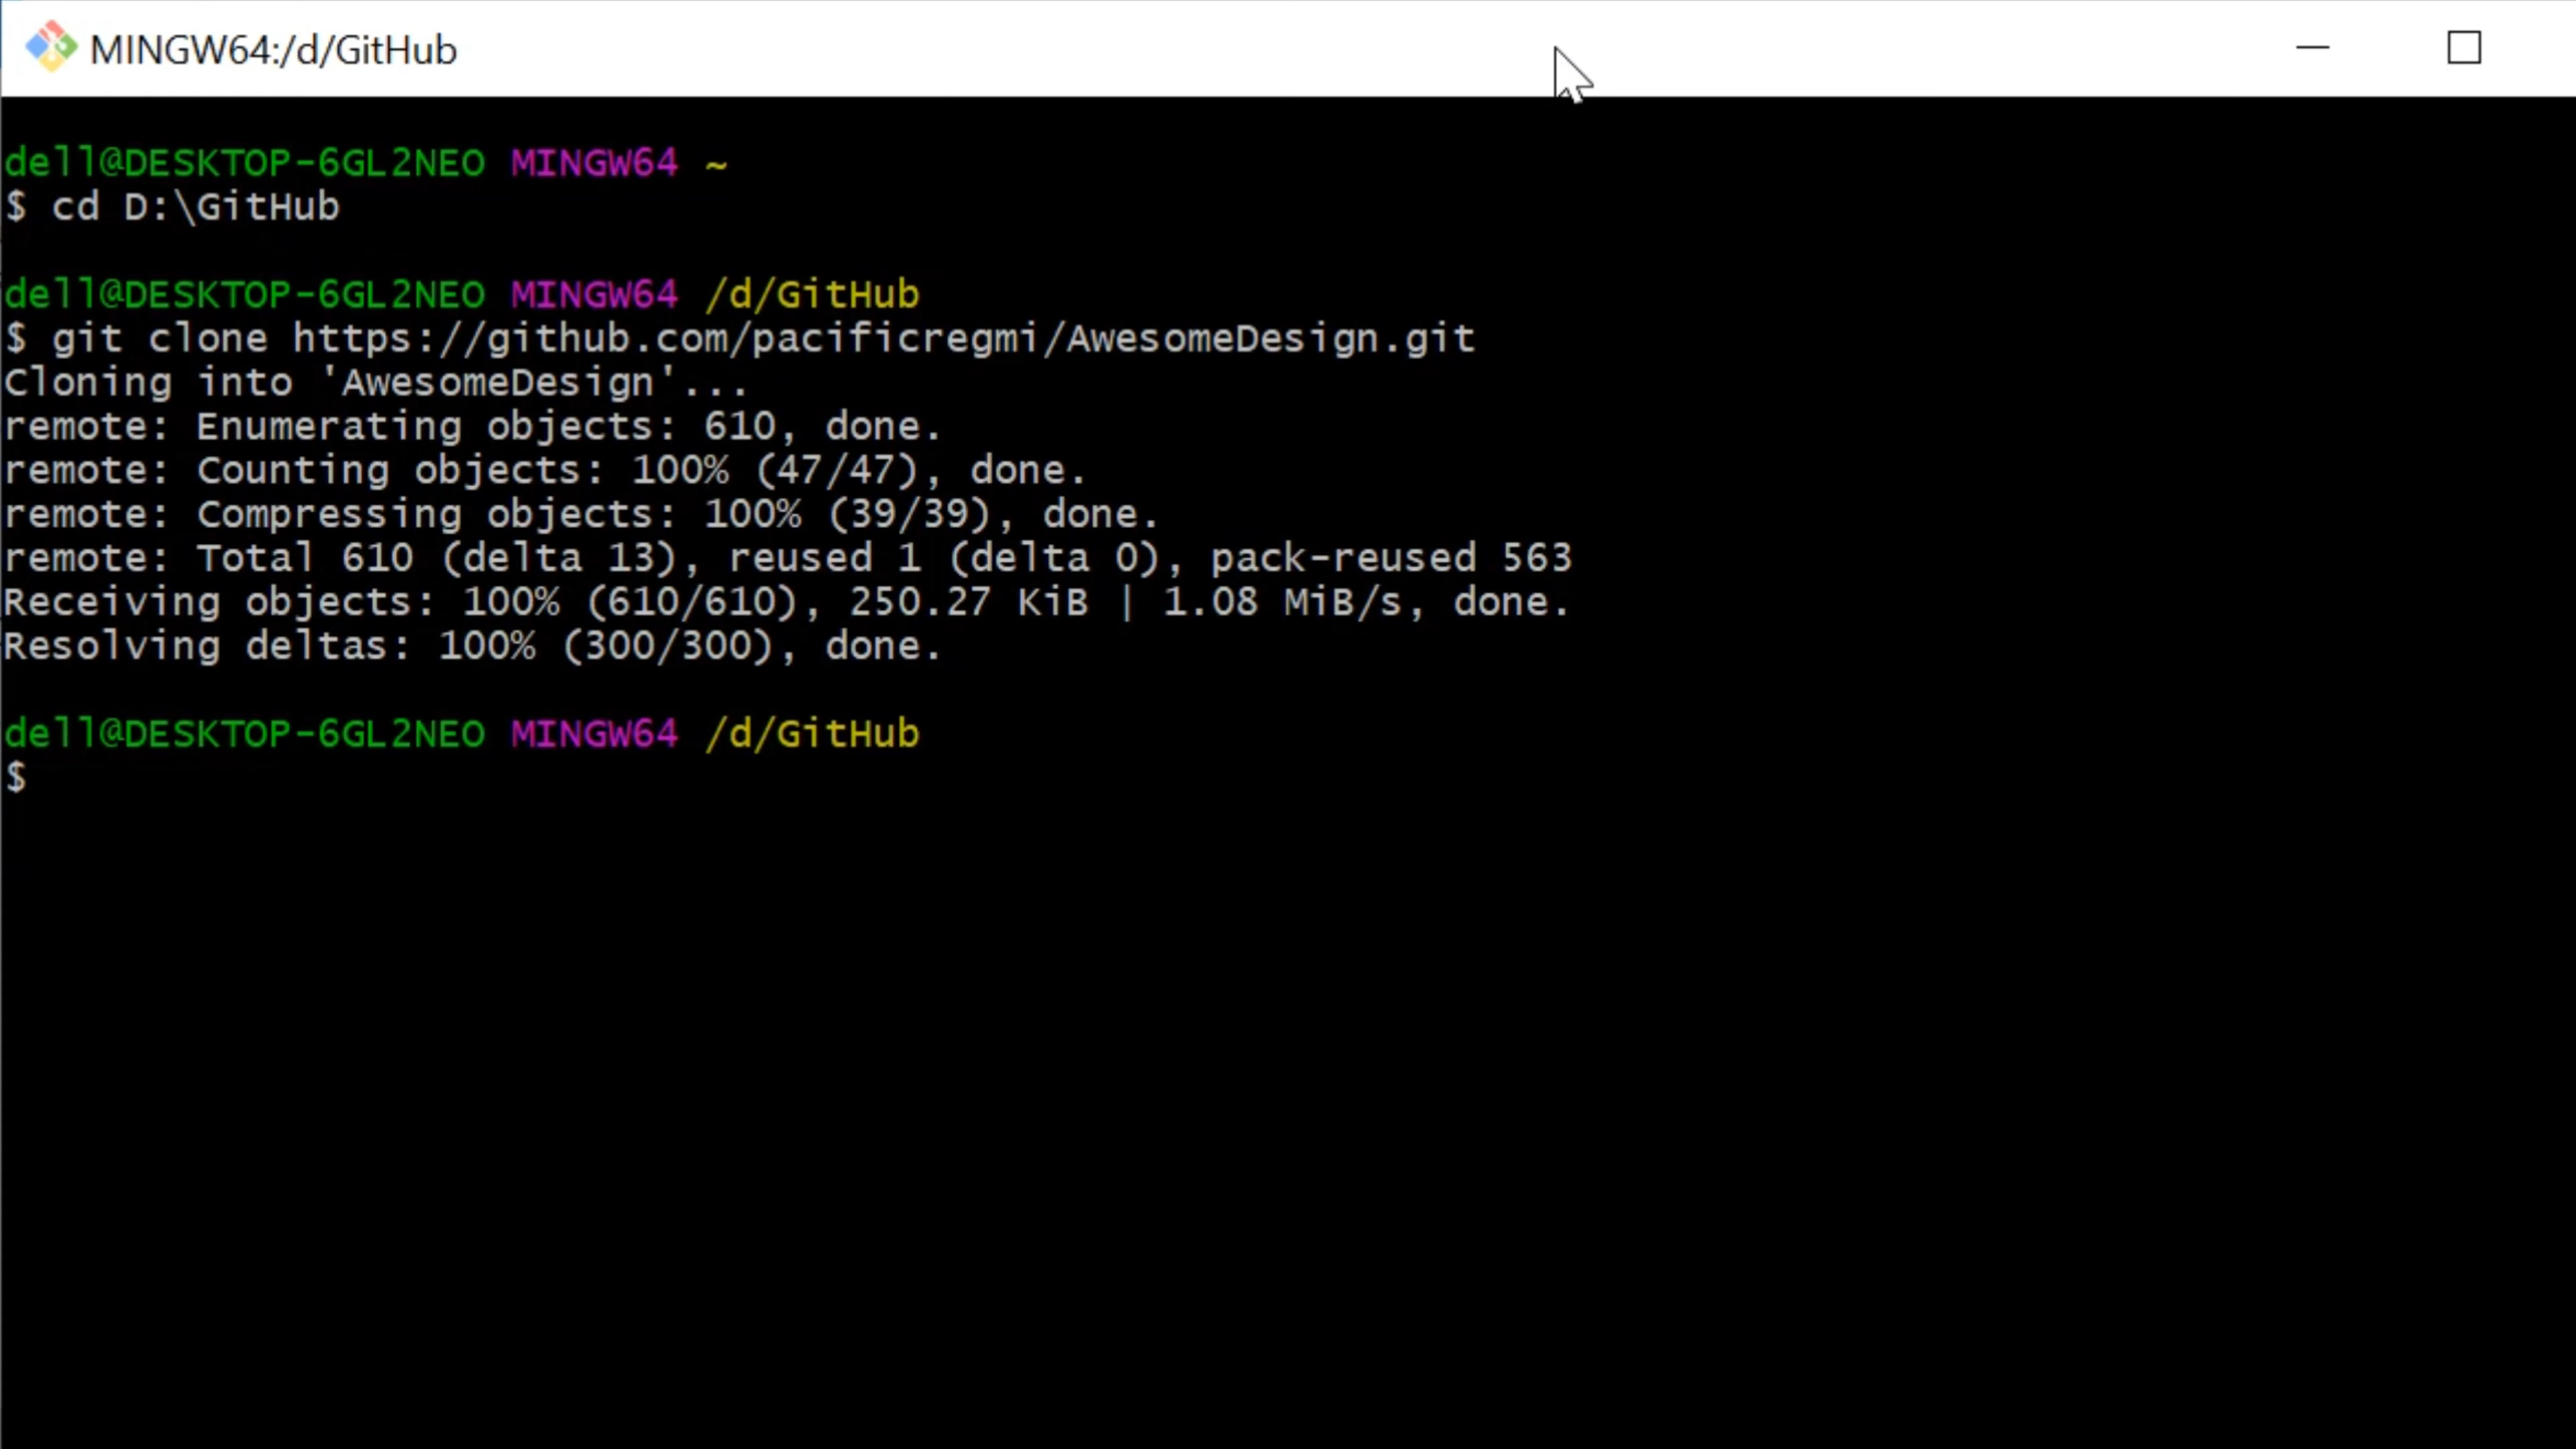 MINGW64:/d/GitHub
dell@DESKTOP-6GL2NEO MINGW64 ~
$ cd D:\GitHub
dell@DESKTOP-6GL2NEO MINGW64 /d/GitHub
$ git clone https://github.com/pacificregmi/AwesomeDesign.git
Cloning into 'AwesomeDesign'...
remote: Enumerating objects: 610, done.
remote: Counting objects: 100% (47/47), done.
remote: Compressing objects: 100% (39/39), done.
remote: Total 610 (delta 13), reused 1 (delta 0), pack-reused 563
Receiving objects: 100% (610/610), 250.27 KiB | 1.08 MiB/s, done.
Resolving deltas: 100% (300/300), done.
dell@DESKTOP-6GL2NEO MINGW64 /d/GitHub
$